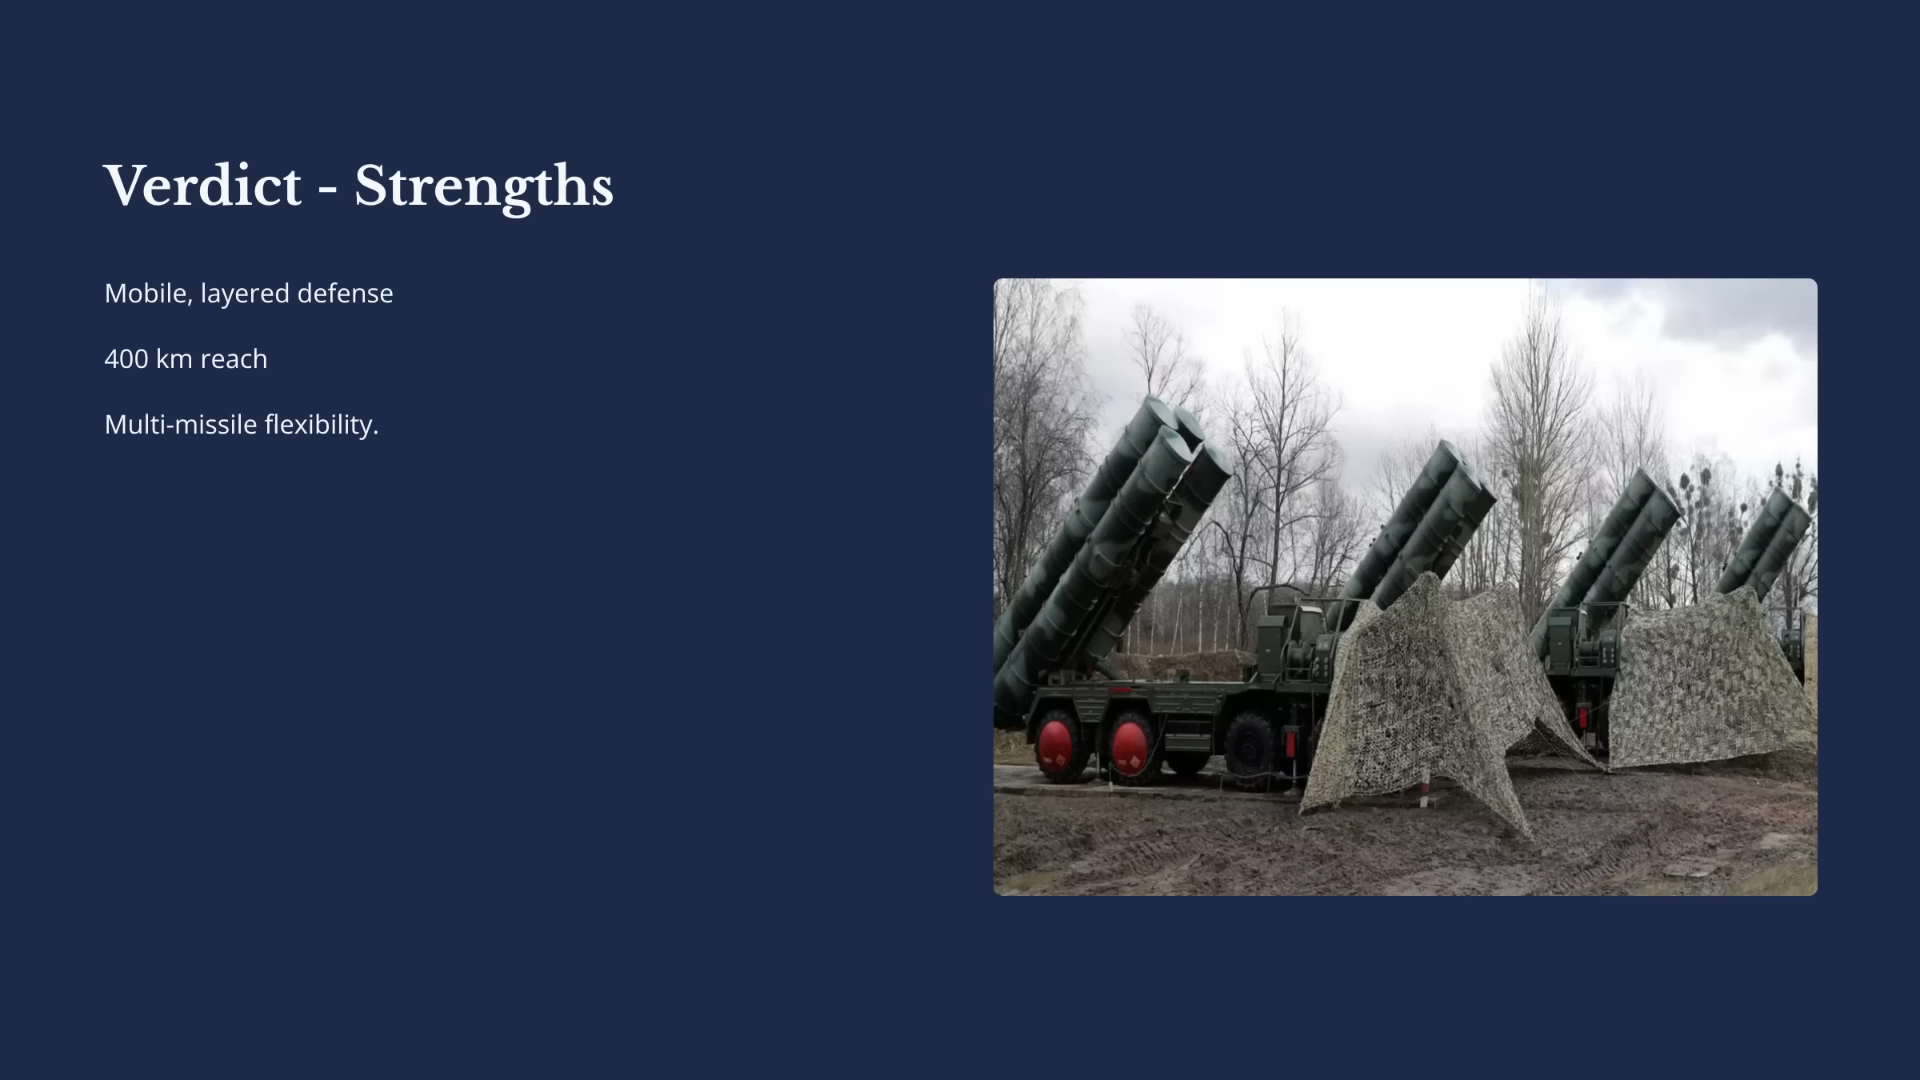 Verdict - Strengths
Mobile, layered defense
400 km reach
Multi-missile flexibility.